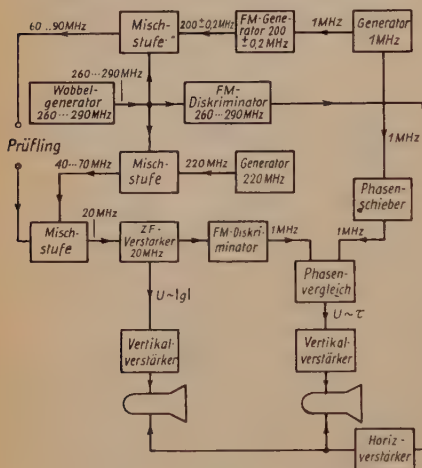 60...90MHz
Misch-
stufe
200±0,2MHz
FM-Gene-
rator 200
±0,2MHz
1MHz
Generator
1MHz
260...290MHz
Wobbel-
generator
260...290MHz
FM-
Diskriminator
260...290MHz
1MHz
Prüfling
40...70MHz
Misch-
stufe
220MHz
Generator
220MHz
Phasen-
schieber
Misch-
stufe
20MHz
ZF-
Verstärker
20MHz
FM-Diskri-
minator
1MHz
1MHz
Phasen-
vergleich
U~|g|
U~τ
Vertikal-
verstärker
Vertikal-
verstärker
Horiz-
verstärker